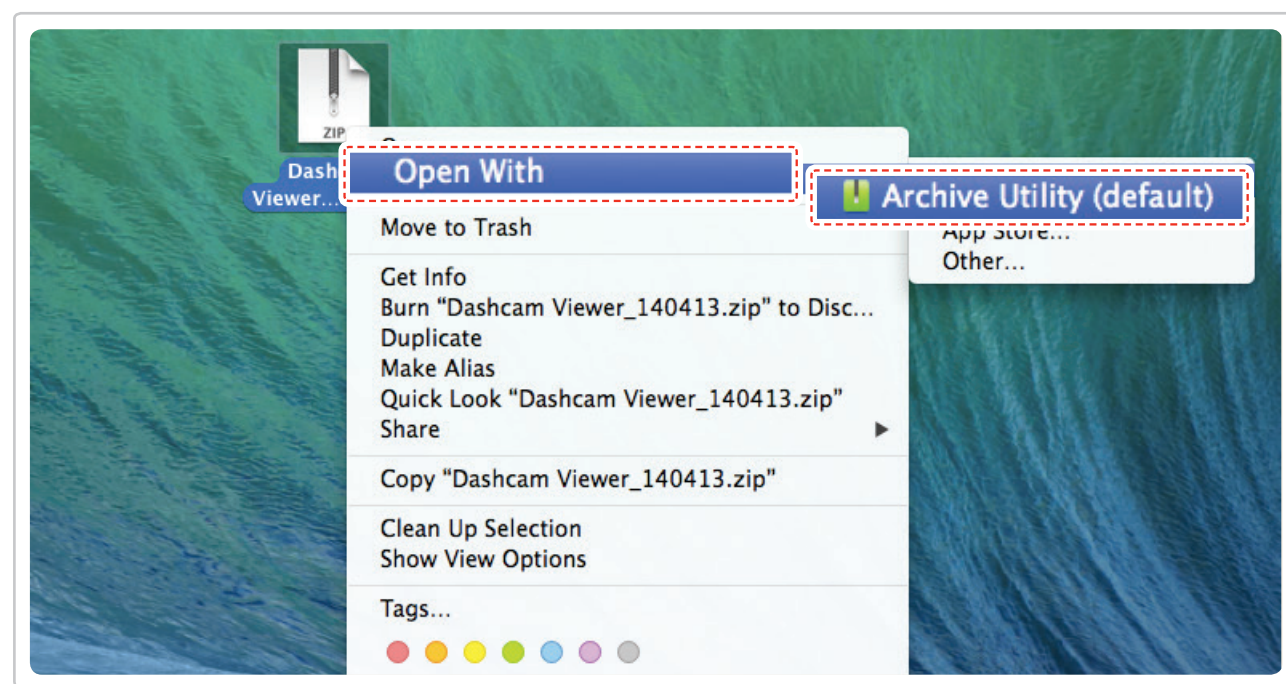 ZIP
Dash
Viewer...
Open With
Archive Utility (default)
App Store...
Other...
Move to Trash
Get Info
Burn “Dashcam Viewer_140413.zip” to Disc...
Duplicate
Make Alias
Quick Look “Dashcam Viewer_140413.zip”
Share
Copy “Dashcam Viewer_140413.zip”
Clean Up Selection
Show View Options
Tags...